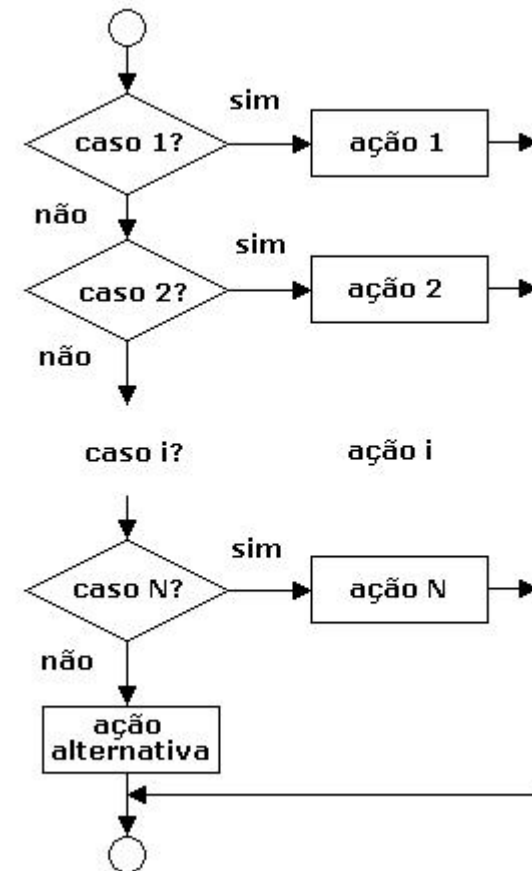 sim
caso 1?
ação 1
não
sim
caso 2?
ação 2
não
caso i?
ação i
sim
caso N?
ação N
não
ação
alternativa